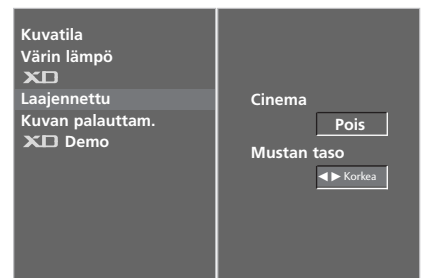 Kuvatila
Värin lämpö
XD
Laajennettu
Kuvan palauttam.
XD Demo
Cinema
Pois
Mustan taso
◀ ▶ Korkea